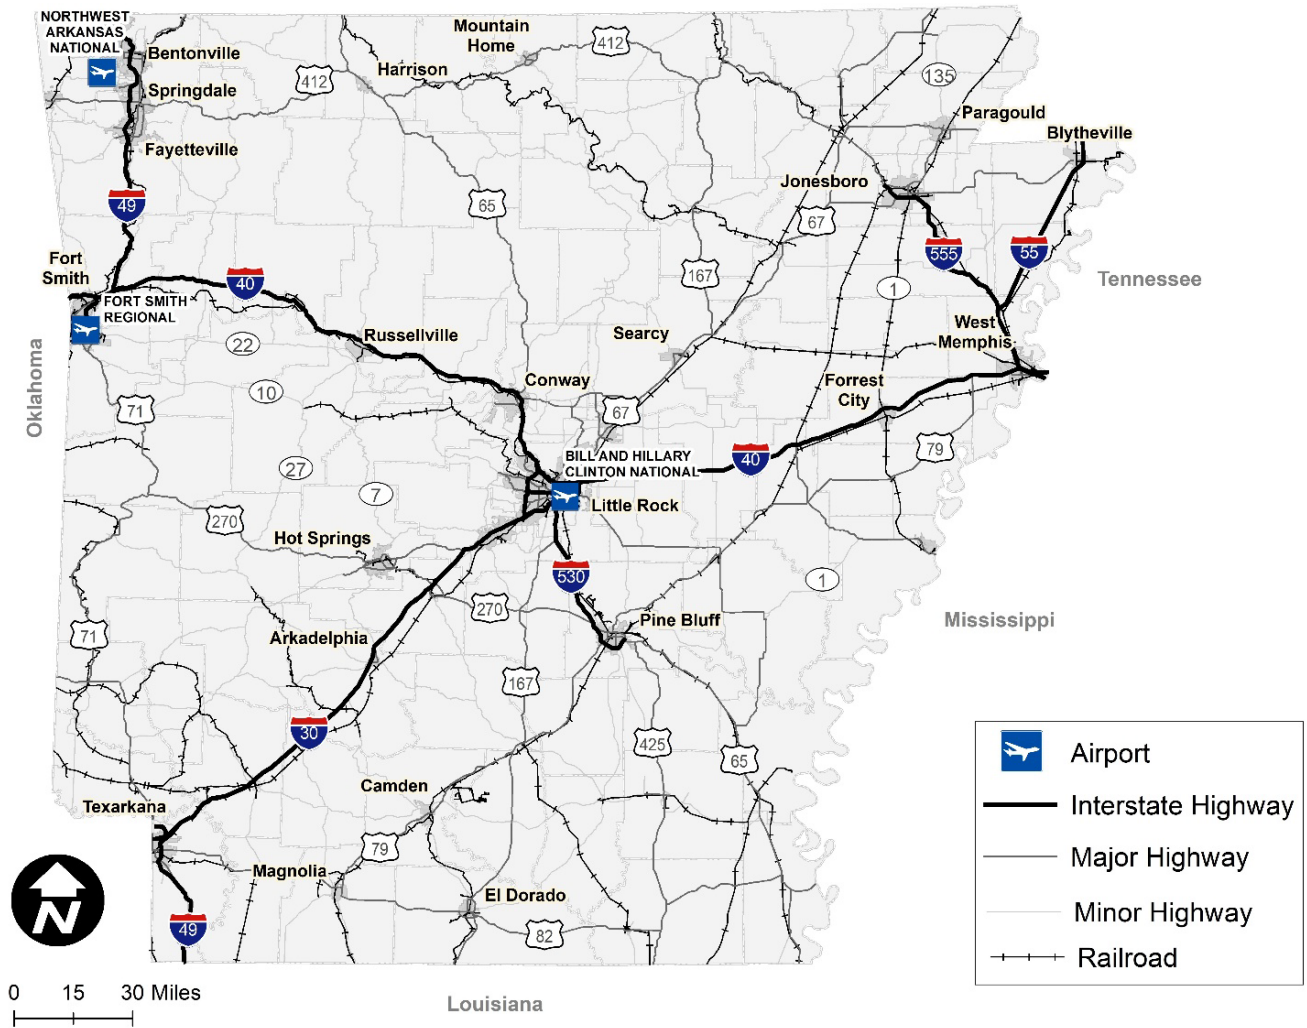 NORTHWEST
ARKANSAS
NATIONAL
Bentonville
Springdale
Fayetteville
Mountain
Home
Harrison
412
412
135
Paragould
Blytheville
Jonesboro
49
65
67
555
55
Fort
Smith
40
167
1
Tennessee
FORT SMITH
REGIONAL
22
Russellville
Searcy
West
Memphis
Oklahoma
71
10
Conway
67
Forrest
City
79
27
7
BILL AND HILLARY
CLINTON NATIONAL
40
Little Rock
270
Hot Springs
530
1
71
Arkadelphia
270
Pine Bluff
Mississippi
167
30
425
65
Texarkana
Camden
79
Magnolia
El Dorado
49
82
N
0 15 30 Miles
Louisiana
Airport
Interstate Highway
Major Highway
Minor Highway
Railroad